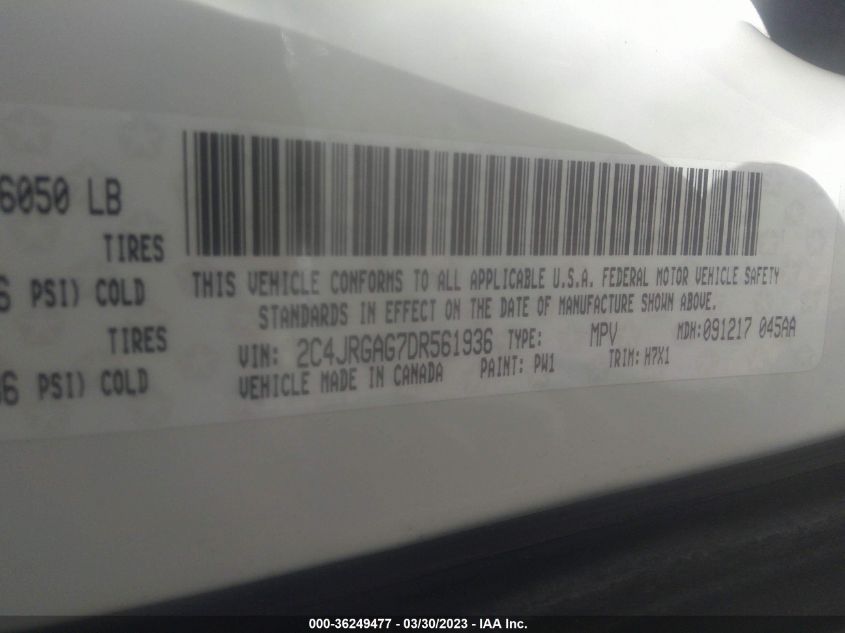 6050 LB
TIRES
6 PSI) COLD
TIRES
36 PSI) COLD
THIS VEHICLE CONFORMS TO ALL APPLICABLE U.S.A. FEDERAL MOTOR VEHICLE SAFETY
STANDARDS IN EFFECT ON THE DATE OF MANUFACTURE SHOWN ABOVE.
VIN: 2C4JRGAG7DR561936 TYPE: MPV MDH:091217 045AA
VEHICLE MADE IN CANADA PAINT: PW1 TRIM: H7X1
000-36249477 - 03/30/2023 - IAA Inc.